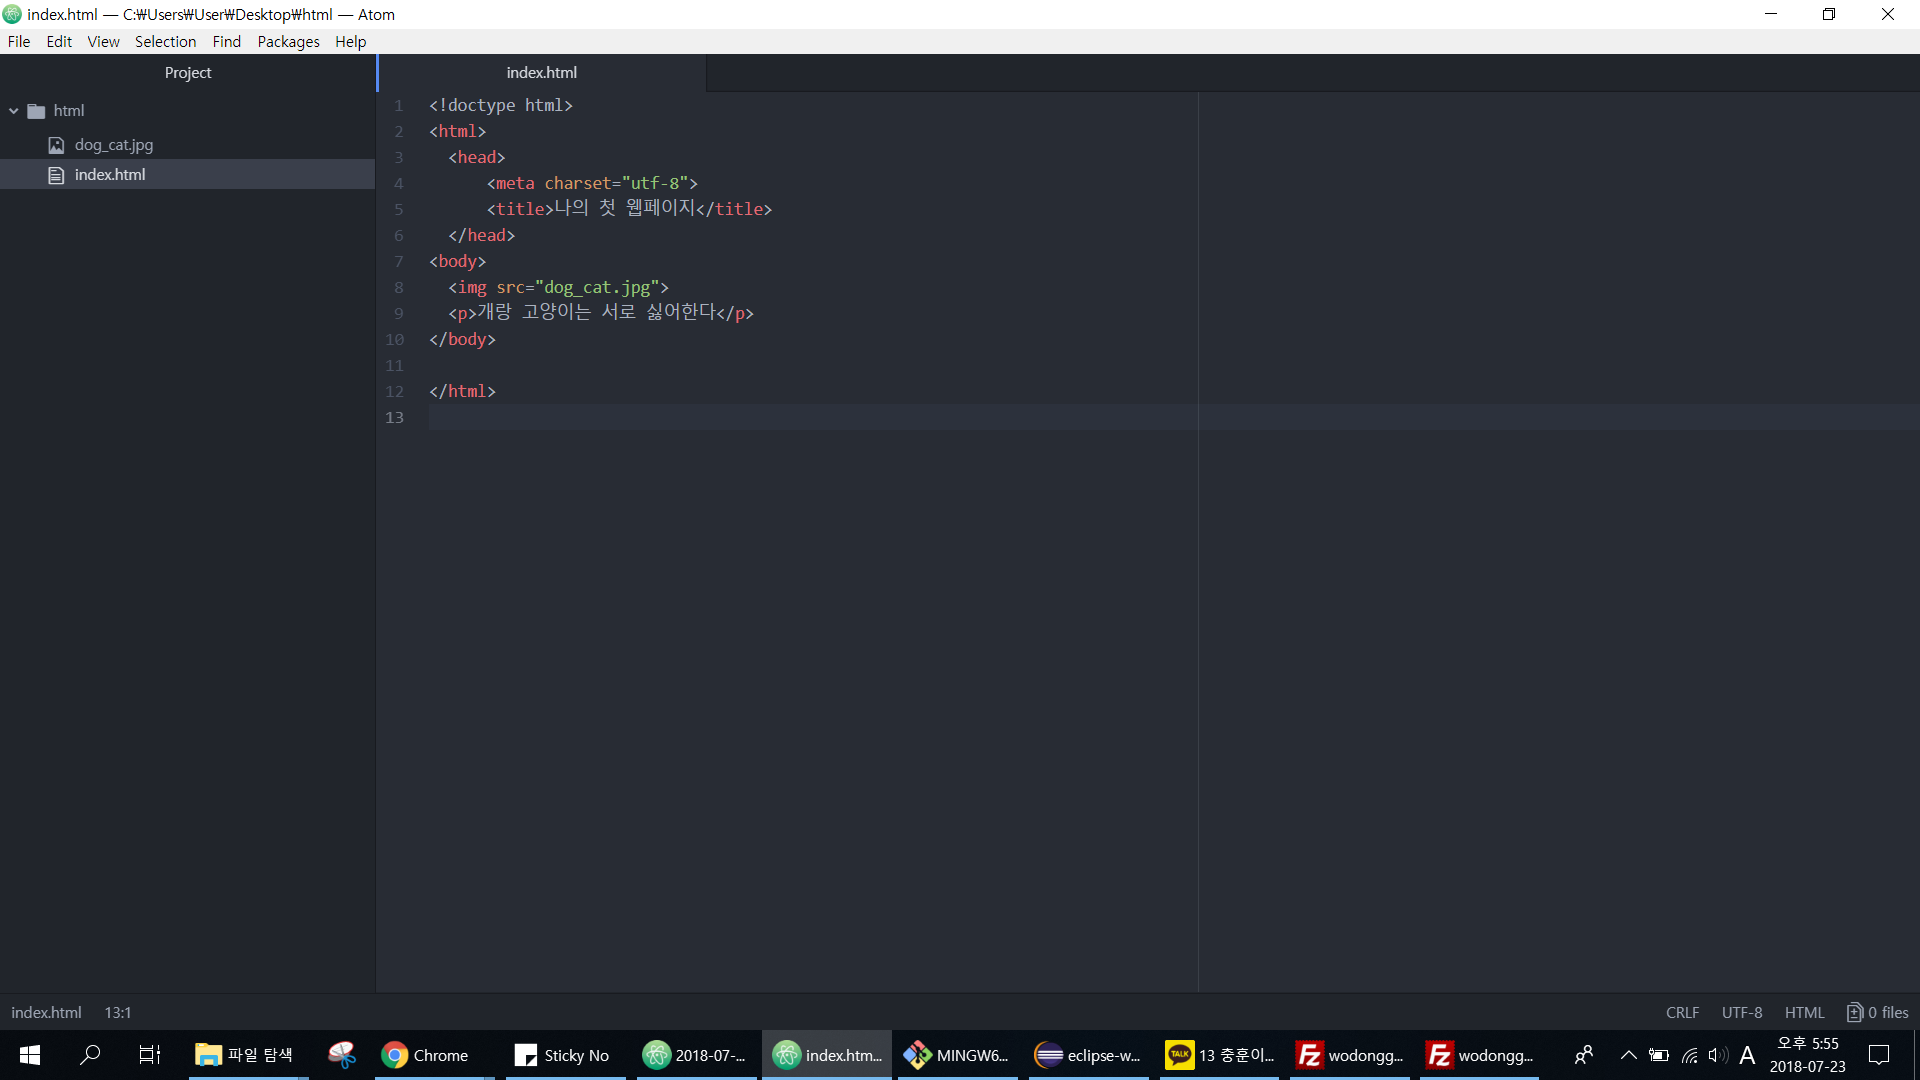 index.html — C:₩Users₩User₩Desktop₩html — Atom
File Edit View Selection Find Packages Help
Project
html
dog_cat.jpg
index.html
index.html
1 <!doctype html>
2 <html>
3 <head>
4 <meta charset="utf-8">
5 <title>나의 첫 웹페이지</title>
6 </head>
7 <body>
8 <img src="dog_cat.jpg">
9 <p>개랑 고양이는 서로 싫어한다</p>
10 </body>
11
12 </html>
13
index.html 13:1
CRLF UTF-8 HTML 0 files
파일 탐색 Chrome Sticky No 2018-07-... index.htm... MINGW6... eclipse-w... TALK 13 충훈이... Fz wodongg... Fz wodongg... A 오후 5:55
2018-07-23